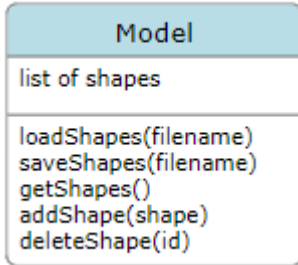 Model
list of shapes
loadShapes(filename)
saveShapes(filename)
getShapes()
addShape(shape)
deleteShape(id)